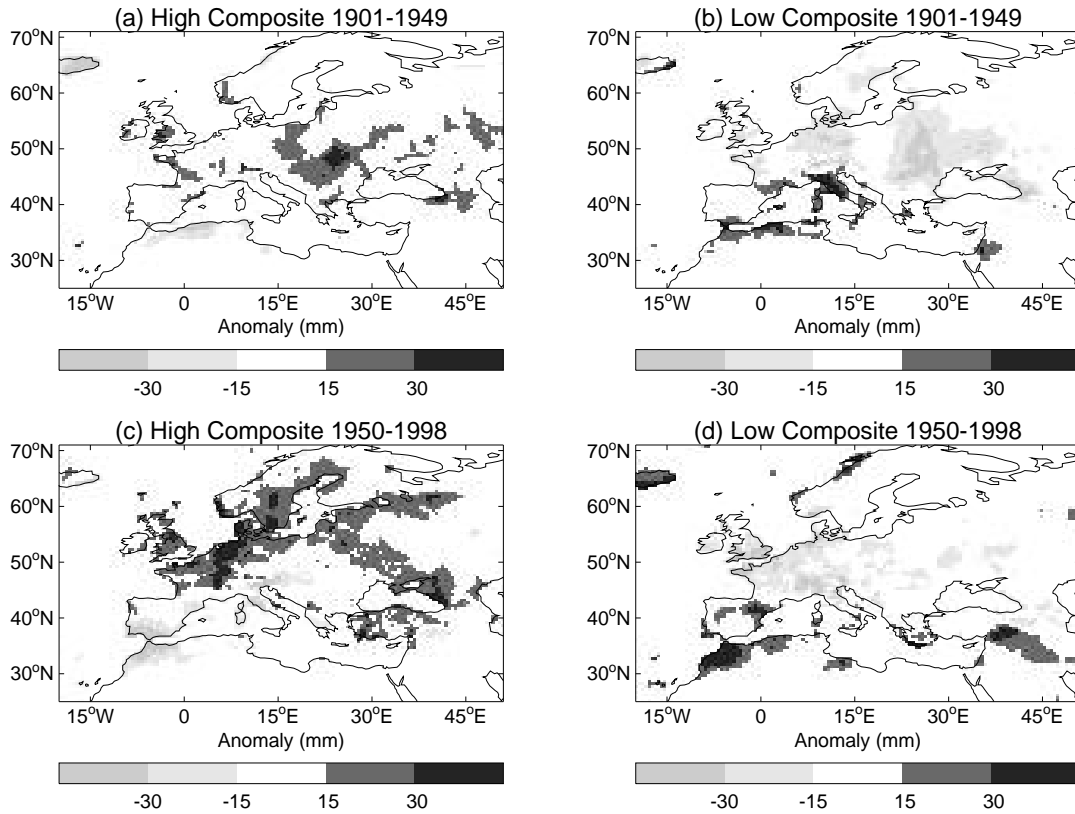 (a) High Composite 1901-1949
(b) Low Composite 1901-1949
70°N
60°N
50°N
40°N
30°N
15°W 0 15°E 30°E 45°E
Anomaly (mm)
-30 -15 15 30
70°N
60°N
50°N
40°N
30°N
15°W 0 15°E 30°E 45°E
Anomaly (mm)
-30 -15 15 30
(c) High Composite 1950-1998
(d) Low Composite 1950-1998
70°N
60°N
50°N
40°N
30°N
15°W 0 15°E 30°E 45°E
Anomaly (mm)
-30 -15 15 30
70°N
60°N
50°N
40°N
30°N
15°W 0 15°E 30°E 45°E
Anomaly (mm)
-30 -15 15 30